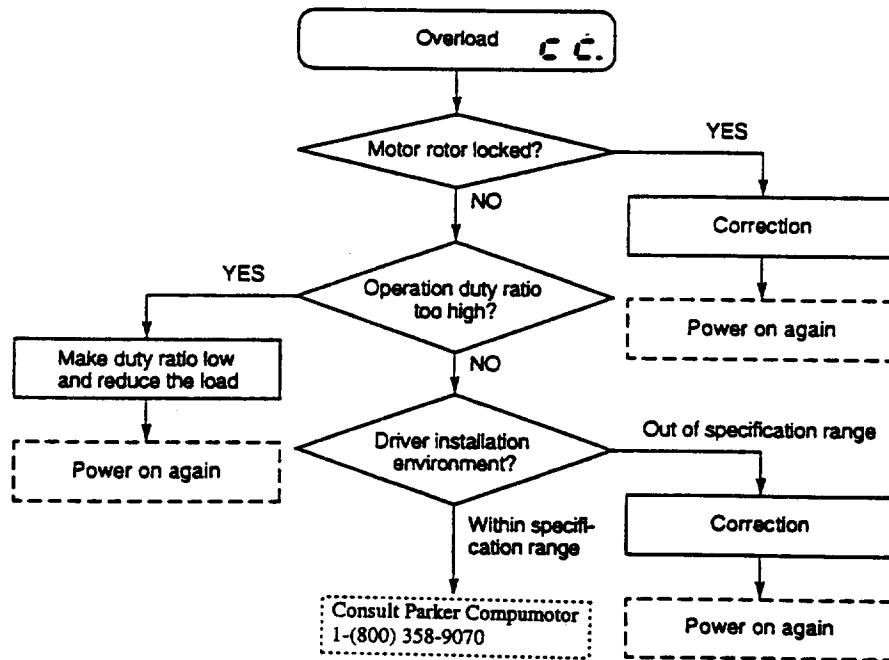 Overload C C.
Motor rotor locked?
YES
NO
Correction
Power on again
Operation duty ratio
too high?
YES
NO
Make duty ratio low
and reduce the load
Power on again
Driver installation
environment?
Out of specification range
Correction
Power on again
Within specifi-
cation range
Consult Parker Compumotor
1-(800) 358-9070